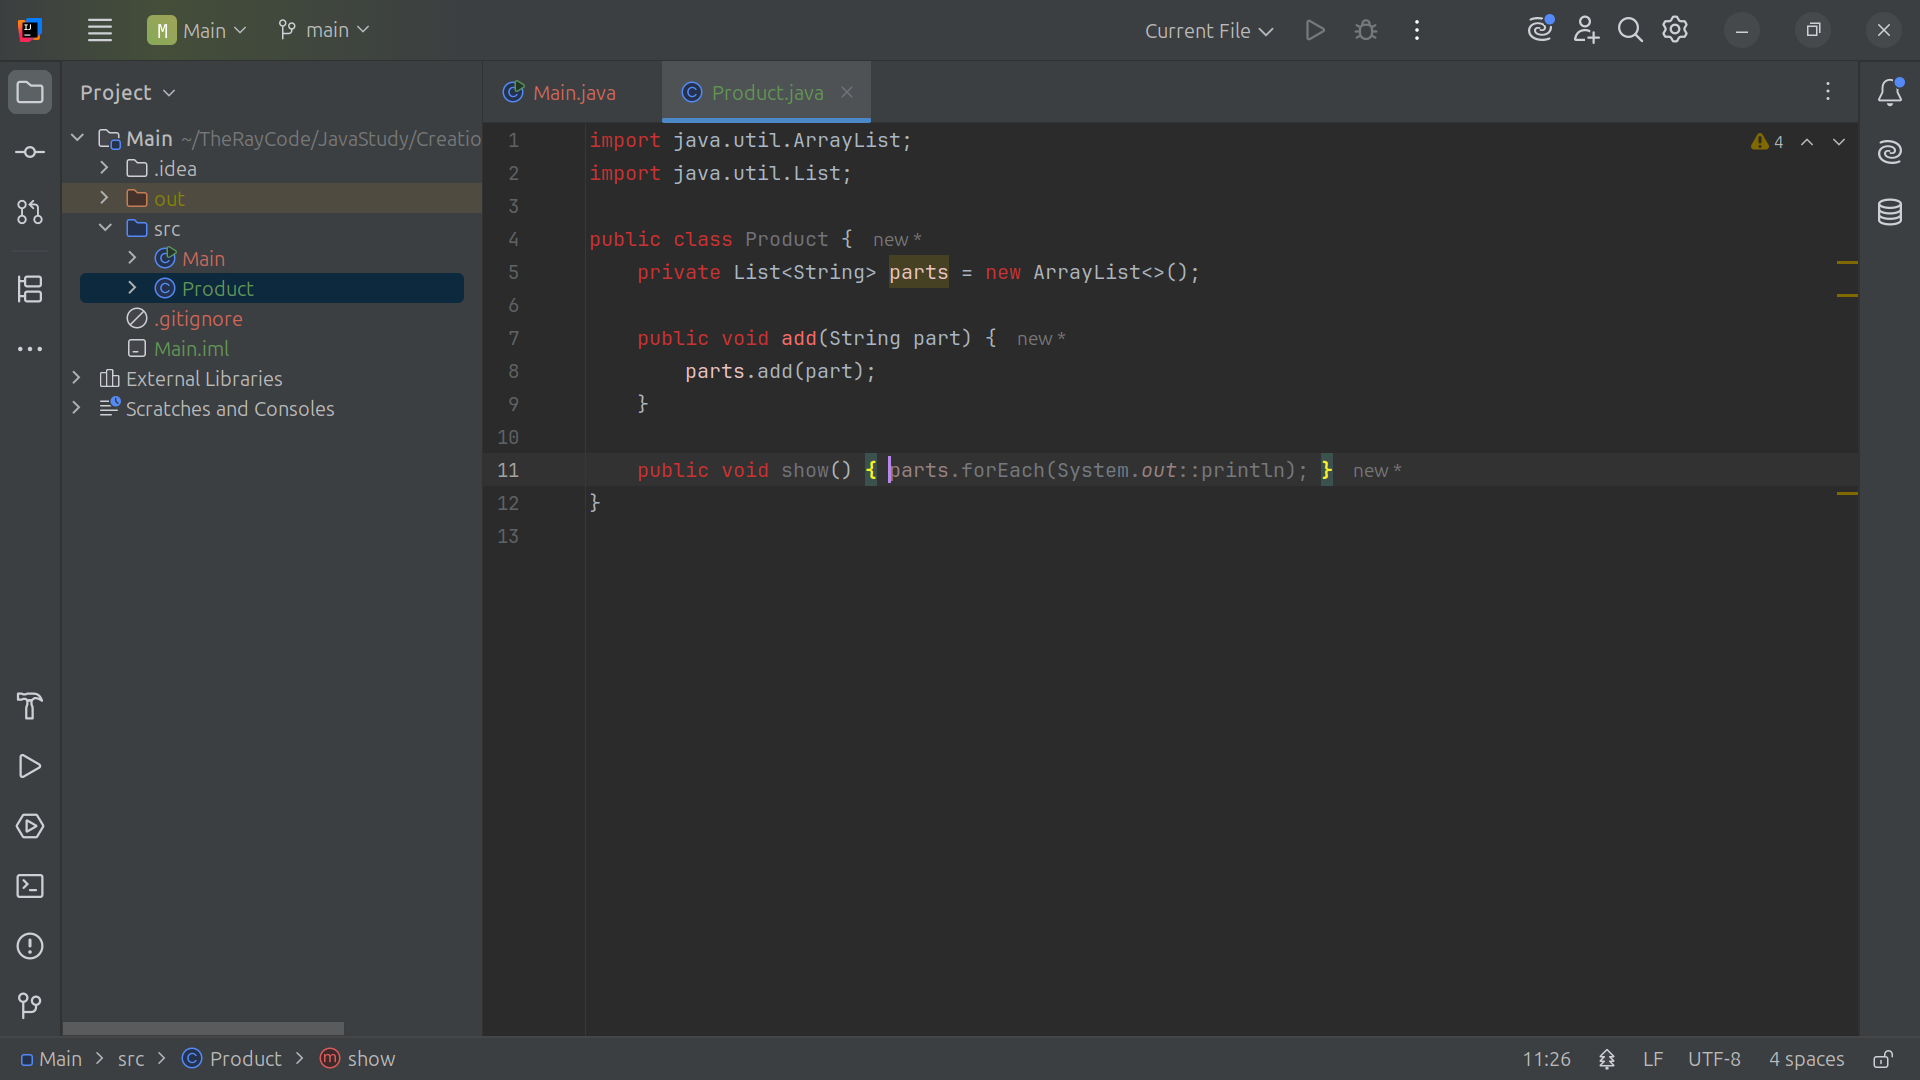 M Main main Current File
Project
Main ~/TheRayCode/JavaStudy/Creatio
.idea
out
src
Main
Product
.gitignore
Main.iml
External Libraries
Scratches and Consoles
Main.java Product.java
4
1 import java.util.ArrayList;
2 import java.util.List;
3
4 public class Product { new *
5 private List<String> parts = new ArrayList<>();
6
7 public void add(String part) { new *
8 parts.add(part);
9 }
10
11 public void show() { parts.forEach(System.out::println); } new *
12 }
13
Main > src > Product > show
11:26 LF UTF-8 4 spaces